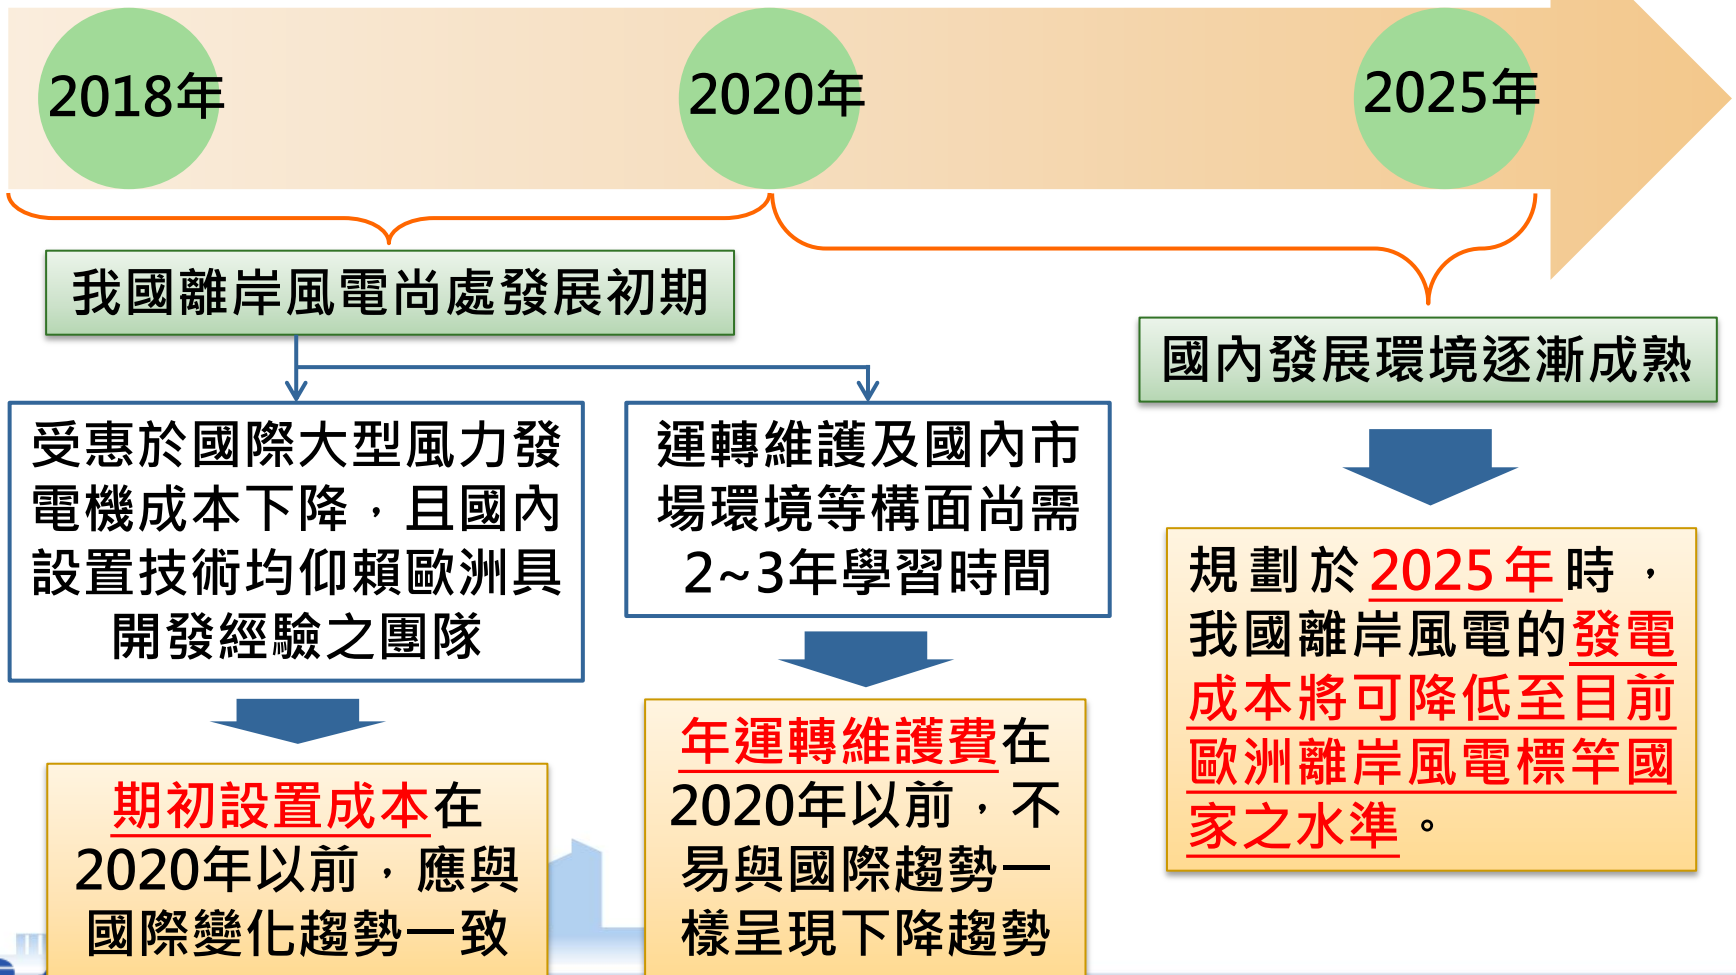 2018年
2020年
2025年
我國離岸風電尚處發展初期
受惠於國際大型風力發
電機成本下降，且國內
設置技術均仰賴歐洲具
開發經驗之團隊
期初設置成本在
2020年以前，應與
國際變化趨勢一致
運轉維護及國內市
場環境等構面尚需
2~3年學習時間
年運轉維護費在
2020年以前，不
易與國際趨勢一
樣呈現下降趨勢
國內發展環境逐漸成熟
規劃於2025年時，
我國離岸風電的發電
成本將可降低至目前
歐洲離岸風電標竿國
家之水準。